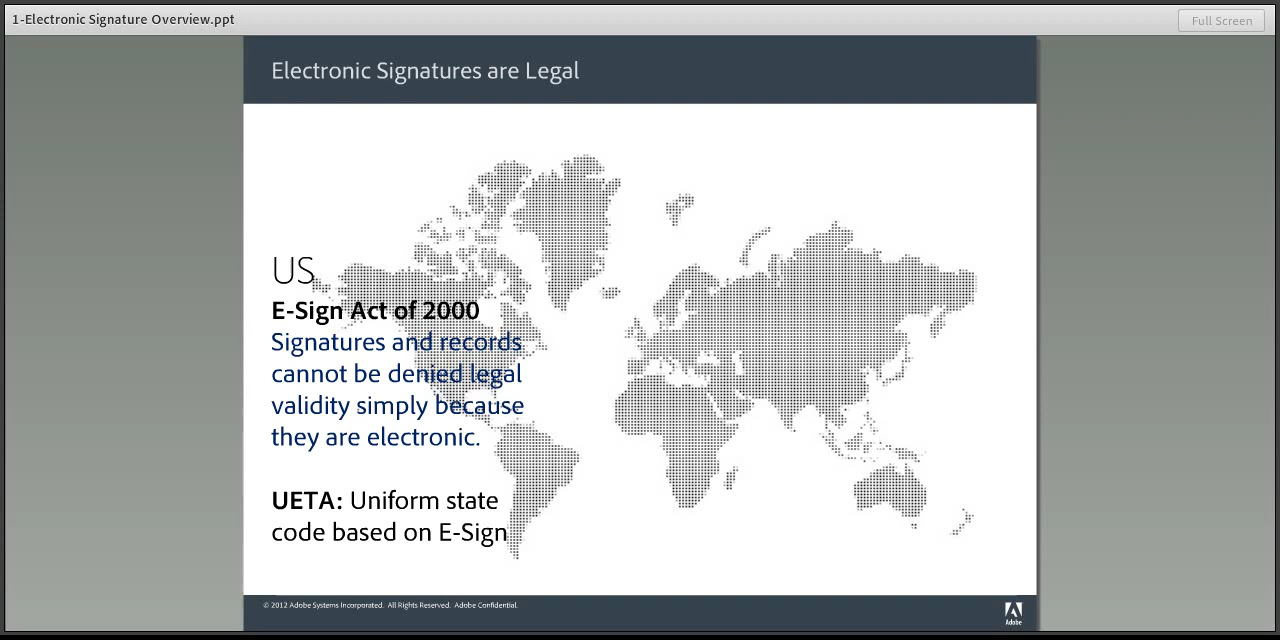 1-Electronic Signature Overview.ppt
Full Screen
Electronic Signatures are Legal
US
E-Sign Act of 2000
Signatures and records
cannot be denied legal
validity simply because
they are electronic.
UETA: Uniform state
code based on E-Sign
© 2012 Adobe Systems Incorporated. All Rights Reserved. Adobe Confidential.
Adobe